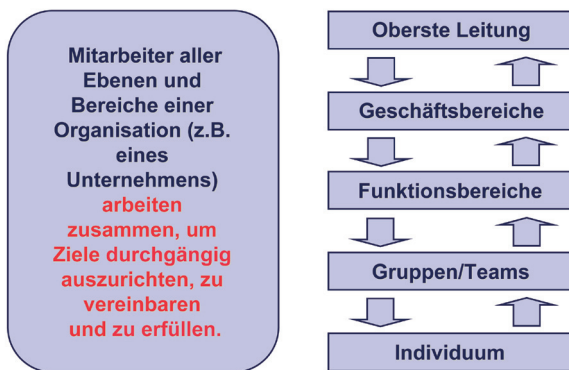 Mitarbeiter aller
Ebenen und
Bereiche einer
Organisation (z.B.
eines
Unternehmens)
arbeiten
zusammen, um
Ziele durchgängig
auszurichten, zu
vereinbaren
und zu erfüllen.
Oberste Leitung
Geschäftsbereiche
Funktionsbereiche
Gruppen/Teams
Individuum